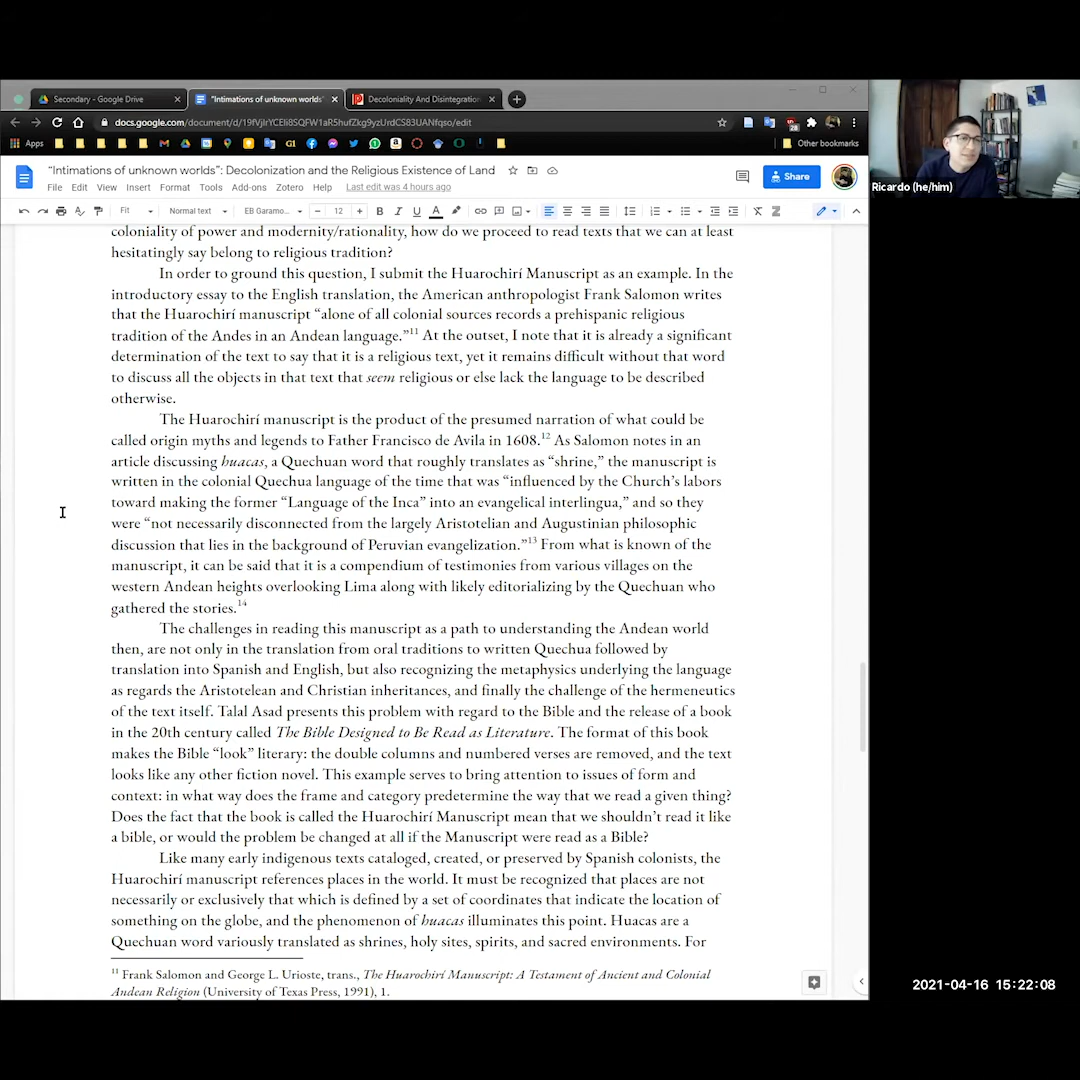 Secondary - Google Drive
"Intimations of unknown worlds"
Decoloniality And Disintegration
docs.google.com/document/d/
/edit
Apps
G1
28
Other bookmarks
"Intimations of unknown worlds": Decolonization and the Religious Existence of Land
File Edit View Insert Format Tools Add-ons Zotero Help Last edit was 4 hours ago
Share
Fit Normal text EB Garamo... 12 B I U A
Ricardo (he/him)
coloniality of power and modernity/rationality, how do we proceed to read texts that we can at least
hesitatingly say belong to religious tradition?
In order to ground this question, I submit the Huarochirí Manuscript as an example. In the
introductory essay to the English translation, the American anthropologist Frank Salomon writes
that the Huarochirí manuscript “alone of all colonial sources records a prehispanic religious
tradition of the Andes in an Andean language.”11 At the outset, I note that it is already a significant
determination of the text to say that it is a religious text, yet it remains difficult without that word
to discuss all the objects in that text that seem religious or else lack the language to be described
otherwise.
The Huarochirí manuscript is the product of the presumed narration of what could be
called origin myths and legends to Father Francisco de Avila in 1608.12 As Salomon notes in an
article discussing huacas, a Quechuan word that roughly translates as “shrine,” the manuscript is
written in the colonial Quechua language of the time that was “influenced by the Church’s labors
toward making the former “Language of the Inca” into an evangelical interlingua,” and so they
were “not necessarily disconnected from the largely Aristotelian and Augustinian philosophic
discussion that lies in the background of Peruvian evangelization.”13 From what is known of the
manuscript, it can be said that it is a compendium of testimonies from various villages on the
western Andean heights overlooking Lima along with likely editorializing by the Quechuan who
gathered the stories.14
The challenges in reading this manuscript as a path to understanding the Andean world
then, are not only in the translation from oral traditions to written Quechua followed by
translation into Spanish and English, but also recognizing the metaphysics underlying the language
as regards the Aristotelean and Christian inheritances, and finally the challenge of the hermeneutics
of the text itself. Talal Asad presents this problem with regard to the Bible and the release of a book
in the 20th century called The Bible Designed to Be Read as Literature. The format of this book
makes the Bible “look” literary: the double columns and numbered verses are removed, and the text
looks like any other fiction novel. This example serves to bring attention to issues of form and
context: in what way does the frame and category predetermine the way that we read a given thing?
Does the fact that the book is called the Huarochirí Manuscript mean that we shouldn’t read it like
a bible, or would the problem be changed at all if the Manuscript were read as a Bible?
Like many early indigenous texts cataloged, created, or preserved by Spanish colonists, the
Huarochirí manuscript references places in the world. It must be recognized that places are not
necessarily or exclusively that which is defined by a set of coordinates that indicate the location of
something on the globe, and the phenomenon of huacas illuminates this point. Huacas are a
Quechuan word variously translated as shrines, holy sites, spirits, and sacred environments. For
11 Frank Salomon and George L. Urioste, trans., The Huarochirí Manuscript: A Testament of Ancient and Colonial
Andean Religion (University of Texas Press, 1991), 1.
2021-04-16 15:22:08